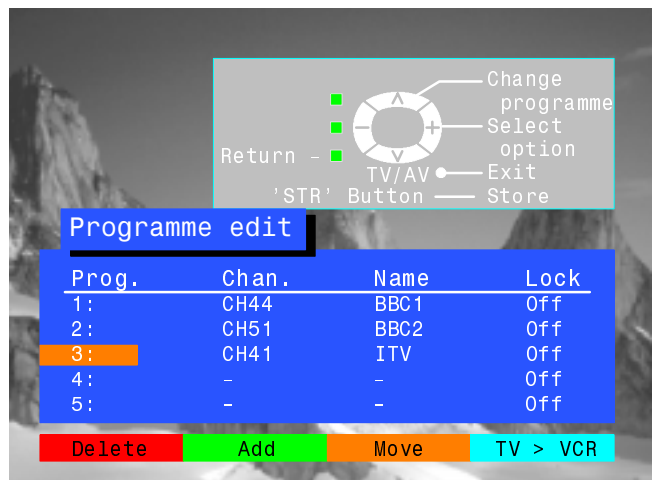 Change
programme
Select
option
Return –
TV/AV
Exit
'STR' Button
Store
Programme edit
Prog. Chan. Name Lock
1: CH44 BBC1 Off
2: CH51 BBC2 Off
3: CH41 ITV Off
4: – – Off
5: – – Off
Delete Add Move TV > VCR